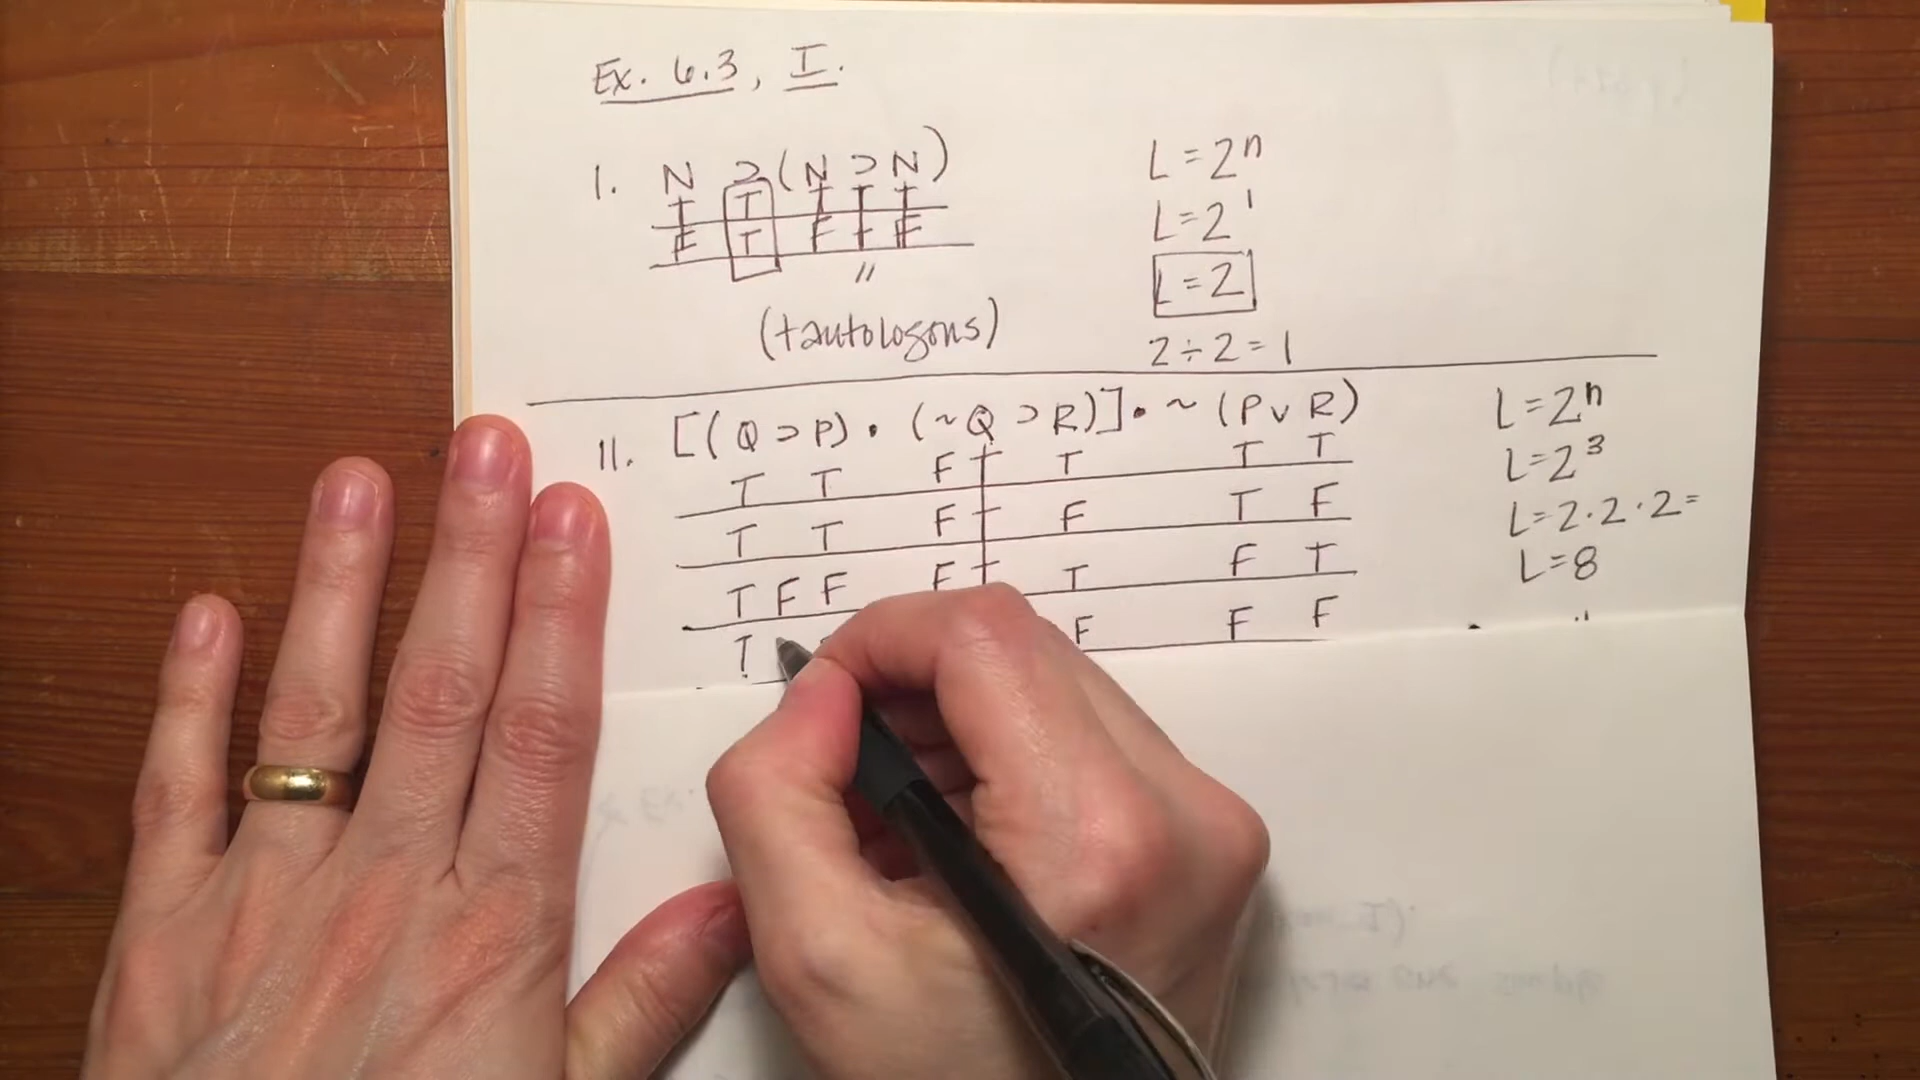 Ex. 6.3, I.
1. N ⊃ (N ⊃ N)
T T T T T
F T F T F
(tautologous)
L = 2ⁿ
L = 2¹
L = 2
2 ÷ 2 = 1
11. [(Q ⊃ P) • (~Q ⊃ R)] • ~ (P v R)
T T F T T T T
T T F T F T F
T F F F T T F T
T F F F
L = 2ⁿ
L = 2³
L = 2 · 2 · 2 =
L = 8